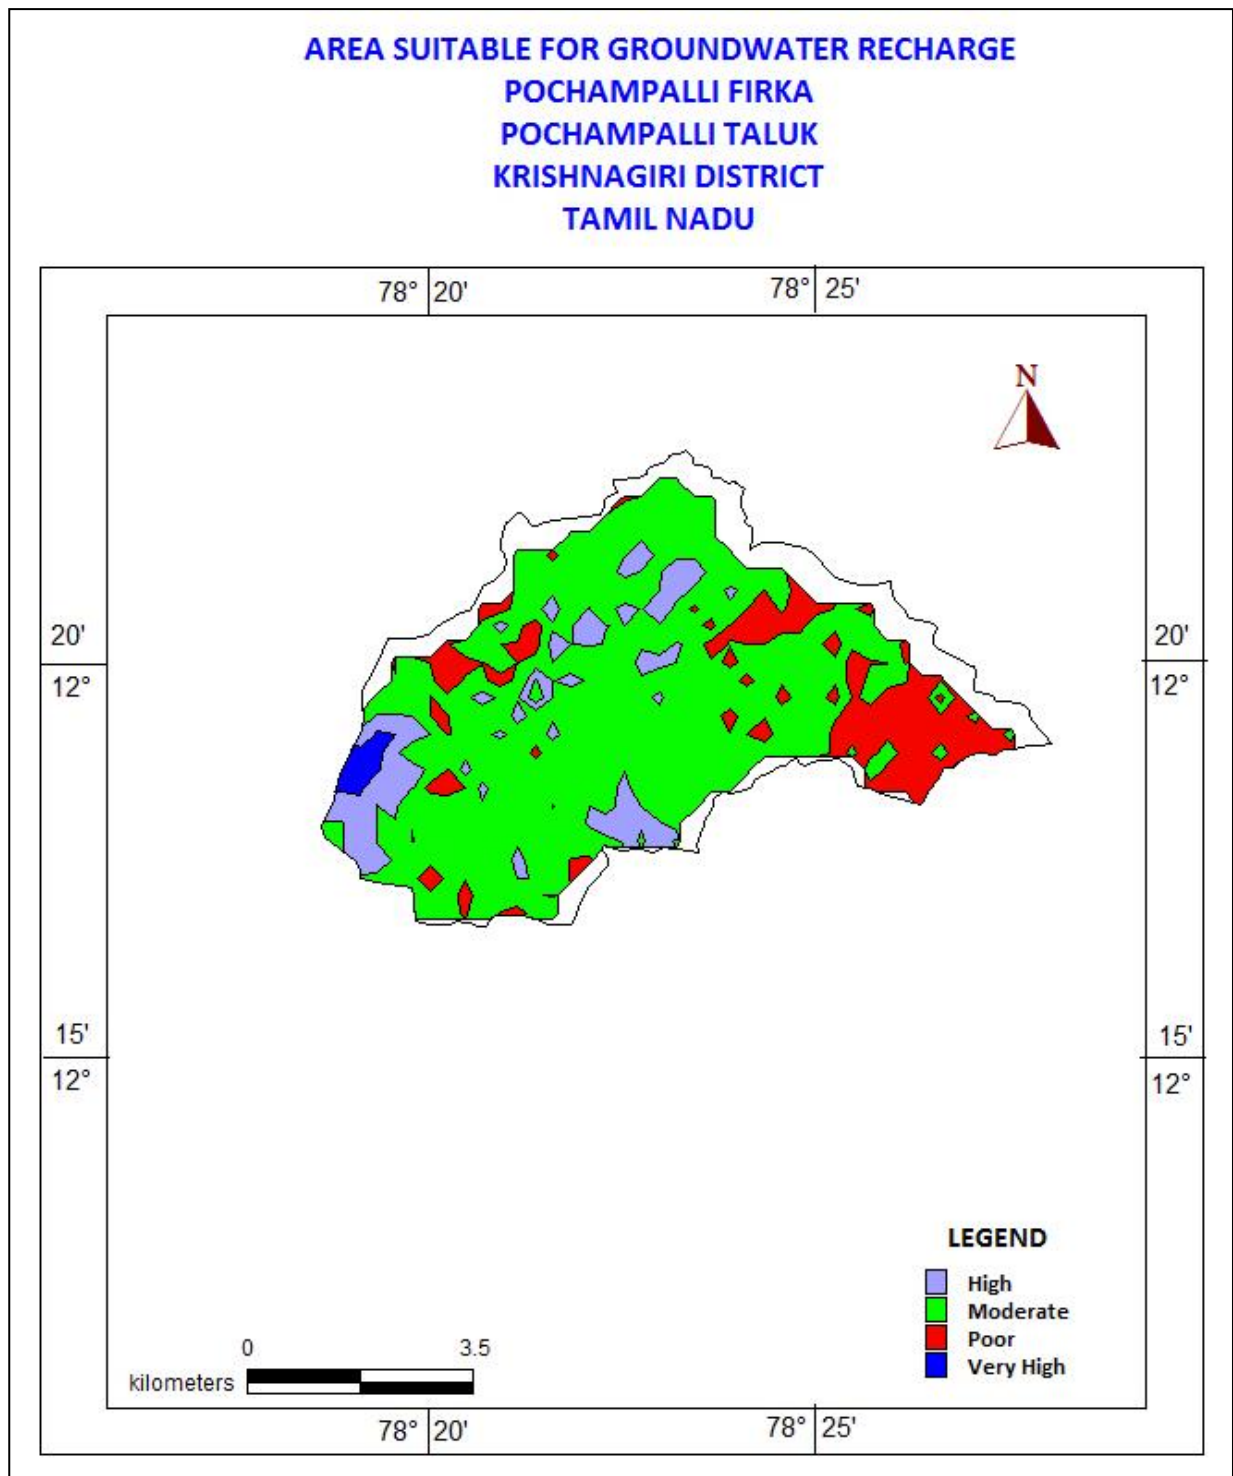 AREA SUITABLE FOR GROUNDWATER RECHARGE
POCHAMPALLI FIRKA
POCHAMPALLI TALUK
KRISHNAGIRI DISTRICT
TAMIL NADU
78° 20' 78° 25'
N
20' 20'
12° 12°
15' 15'
12° 12°
LEGEND
High
Moderate
Poor
Very High
0 3.5
kilometers
78° 20' 78° 25'